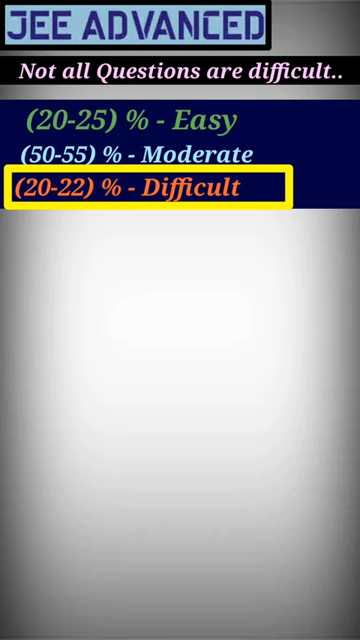 JEE ADVANCED
Not all Questions are difficult..
(20-25) % - Easy
(50-55) % - Moderate
(20-22) % - Difficult